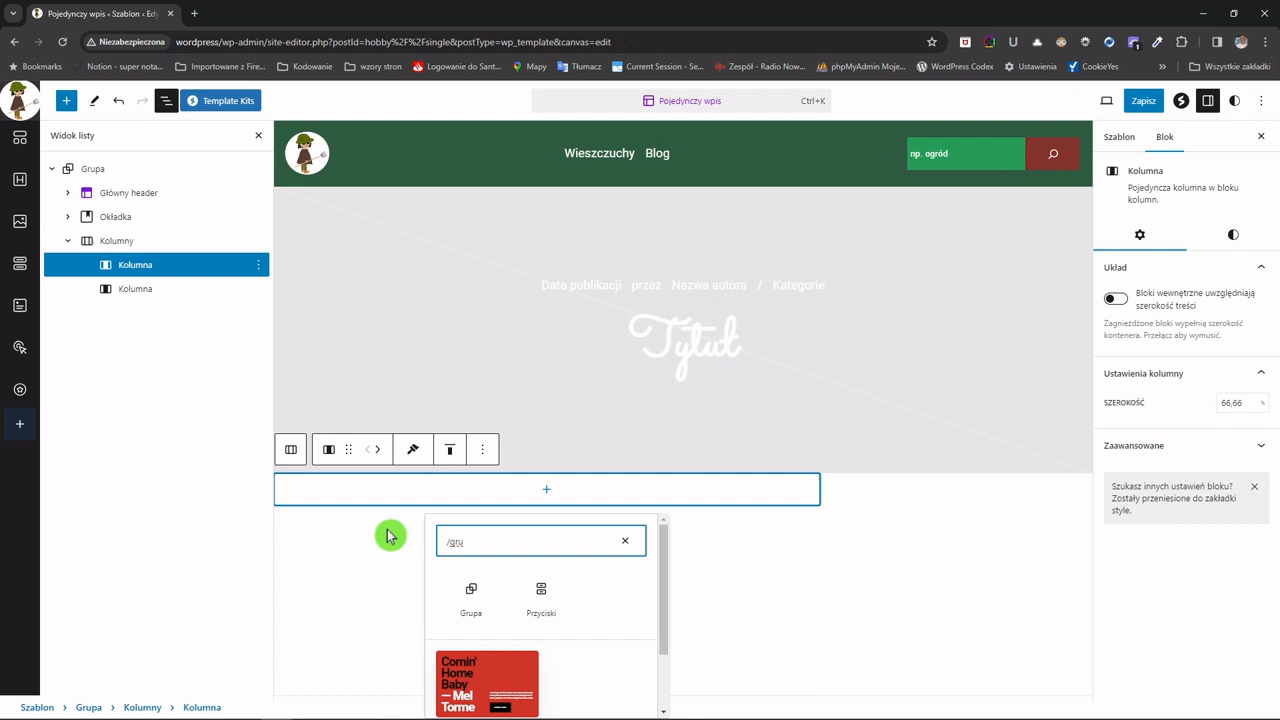 Pojedynczy wpis ‹ Szablon ‹ Edy
Niezabezpieczona
wordpress/wp-admin/site-editor.php?postId=hobby%2F%2Fsingle&postType=wp_template&canvas=edit
Bookmarks
Notion - super nota...
Importowane z Firef...
Kodowanie
wzory stron
Logowanie do Sant...
Mapy
Tłumacz
Current Session - Se...
Zespół Kodr - Nagra...
phpMyAdmin Moje...
WordPress Codex
Ustawienia
CookieYes
Wszystkie zakładki
Template Kits
Pojedynczy wpis
Ctrl+K
Zapisz
Widok listy
Grupa
Główny header
Okładka
Kolumny
Kolumna
Kolumna
Wieszczuchy Blog
np. ogród
Data publikacji przez Nazwa autora / Kategorie
Tytuł
/gru
Grupa
Przyciski
Comin'
Home
Baby
— Mel
Torme
Szablon
Blok
Kolumna
Pojedyncza kolumna w bloku
kolumn.
Układ
Bloki wewnętrzne uwzględniają
szerokość treści
Zagnieżdżone bloki wypełnią szerokość
kontenera. Przełącz aby wymusić.
Ustawienia kolumny
SZEROKOŚĆ
66,66 %
Zaawansowane
Szukasz innych ustawień bloku?
Zostały przeniesione do zakładki
style.
Szablon > Grupa > Kolumny > Kolumna